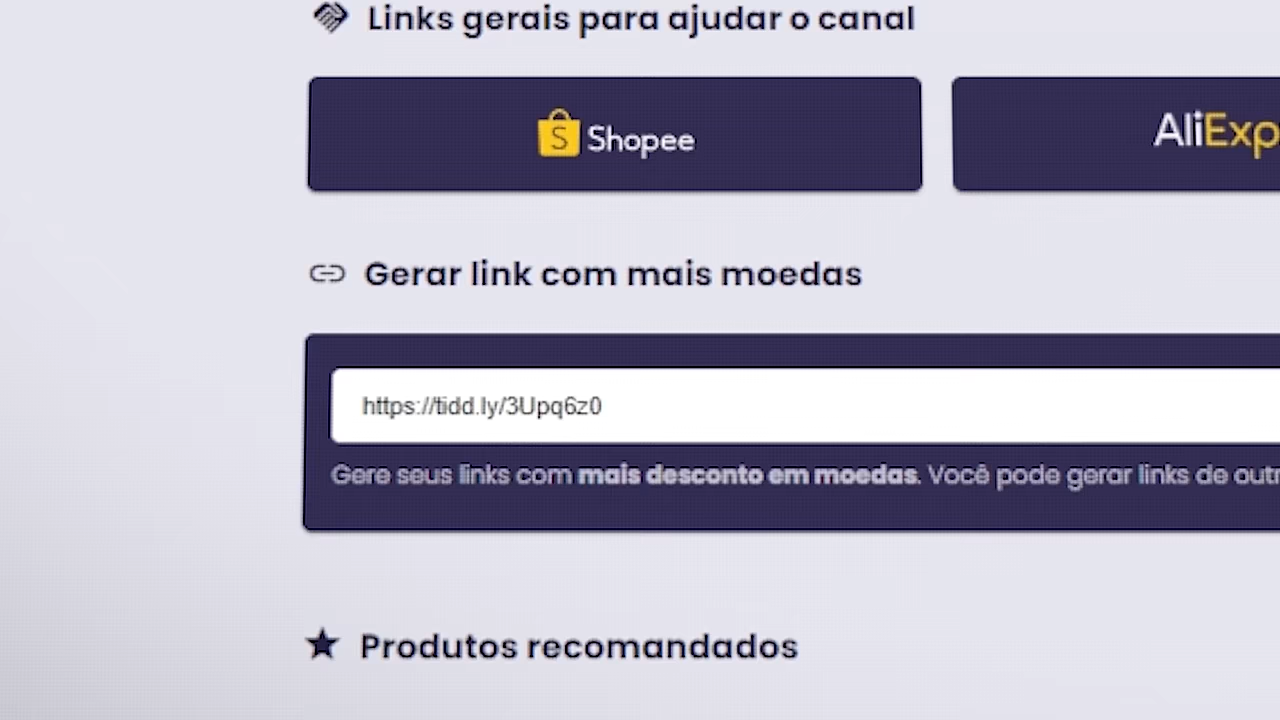 Links gerais para ajudar o canal
S Shopee
AliExp
Gerar link com mais moedas
https://tidd.ly/3Upq6z0
Gere seus links com mais desconto em moedas. Você pode gerar links de outr
Produtos recomandados